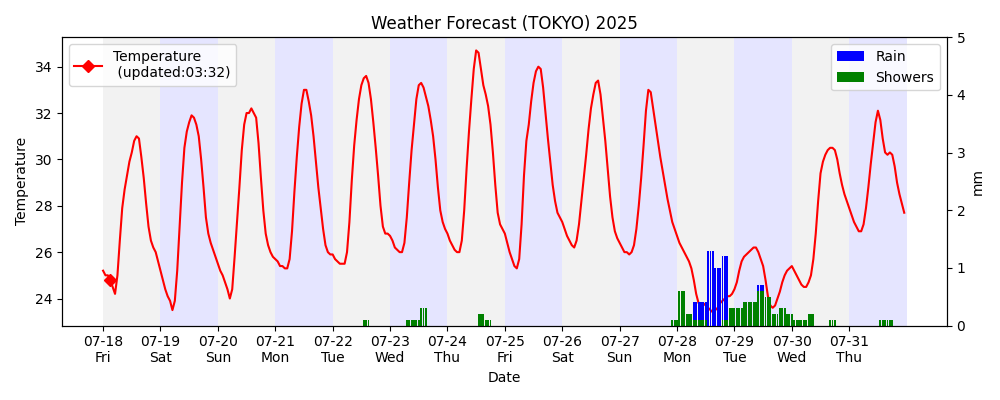 Weather Forecast (TOKYO) 2025
Temperature
(updated:03:32)
Rain
Showers
Temperature
34
32
30
28
26
24
5
4
3
2
1
0
mm
07-18 07-19 07-20 07-21 07-22 07-23 07-24 07-25 07-26 07-27 07-28 07-29 07-30 07-31
Fri Sat Sun Mon Tue Wed Thu Fri Sat Sun Mon Tue Wed Thu
Date